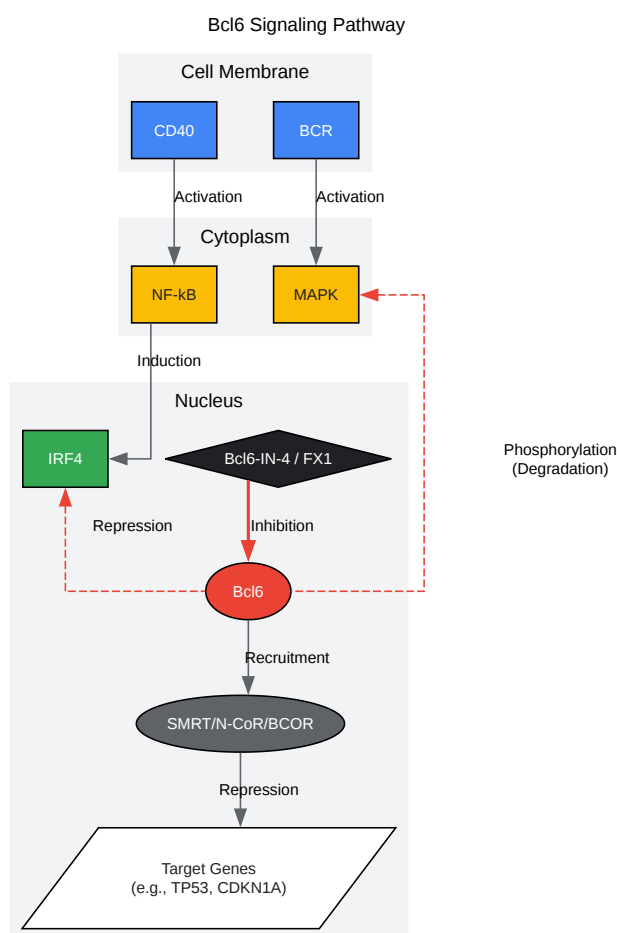 Bcl6 Signaling Pathway
Cell Membrane
CD40
BCR
Activation
Activation
Cytoplasm
NF-kB
MAPK
Induction
Nucleus
IRF4
Bcl6-IN-4 / FX1
Phosphorylation
(Degradation)
Repression
Inhibition
Bcl6
Recruitment
SMRT/N-CoR/BCOR
Repression
Target Genes
(e.g., TP53, CDKN1A)